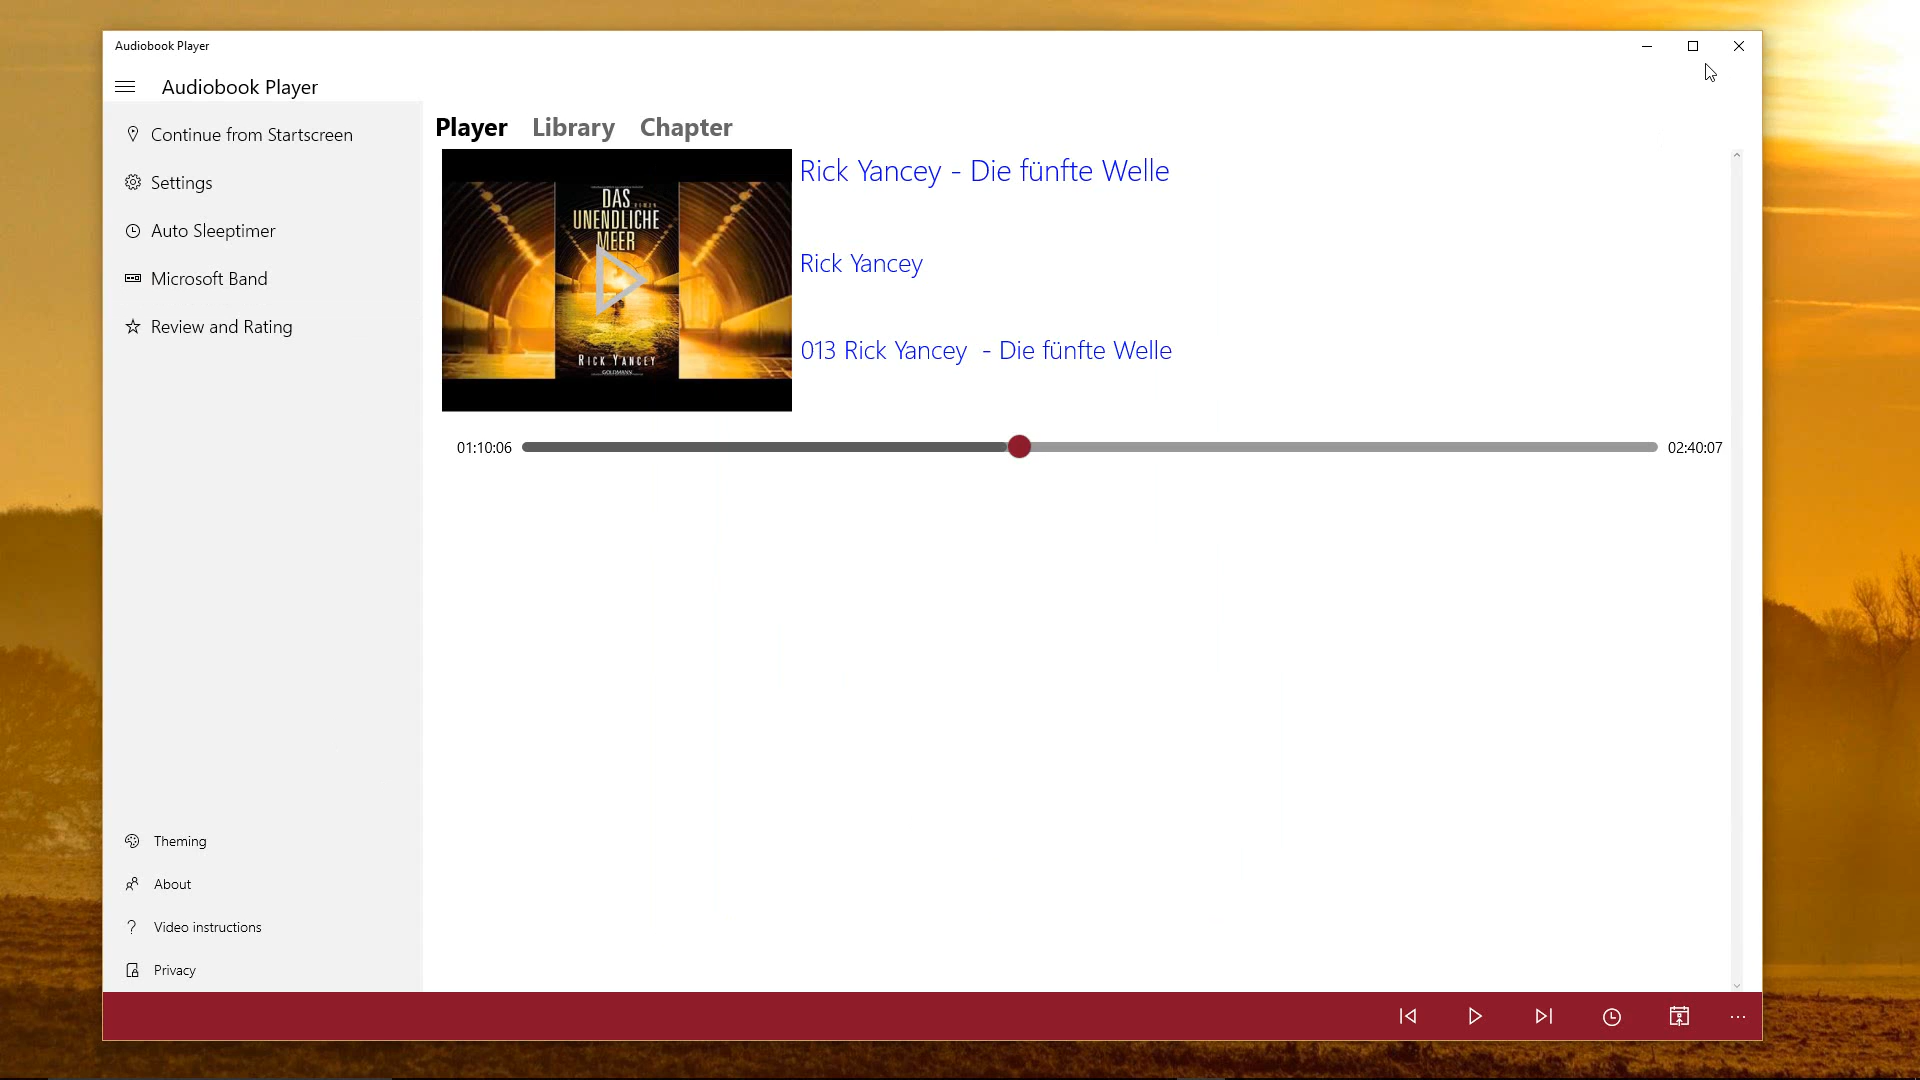 Audiobook Player
Audiobook Player
Continue from Startscreen
Settings
Auto Sleeptimer
Microsoft Band
Review and Rating
Theming
About
Video instructions
Privacy
Player Library Chapter
DAS
ROMAN
UNENDLICHE
MEER
RICK YANCEY
GOLDMANN
Rick Yancey - Die fünfte Welle
Rick Yancey
013 Rick Yancey - Die fünfte Welle
01:10:06
02:40:07